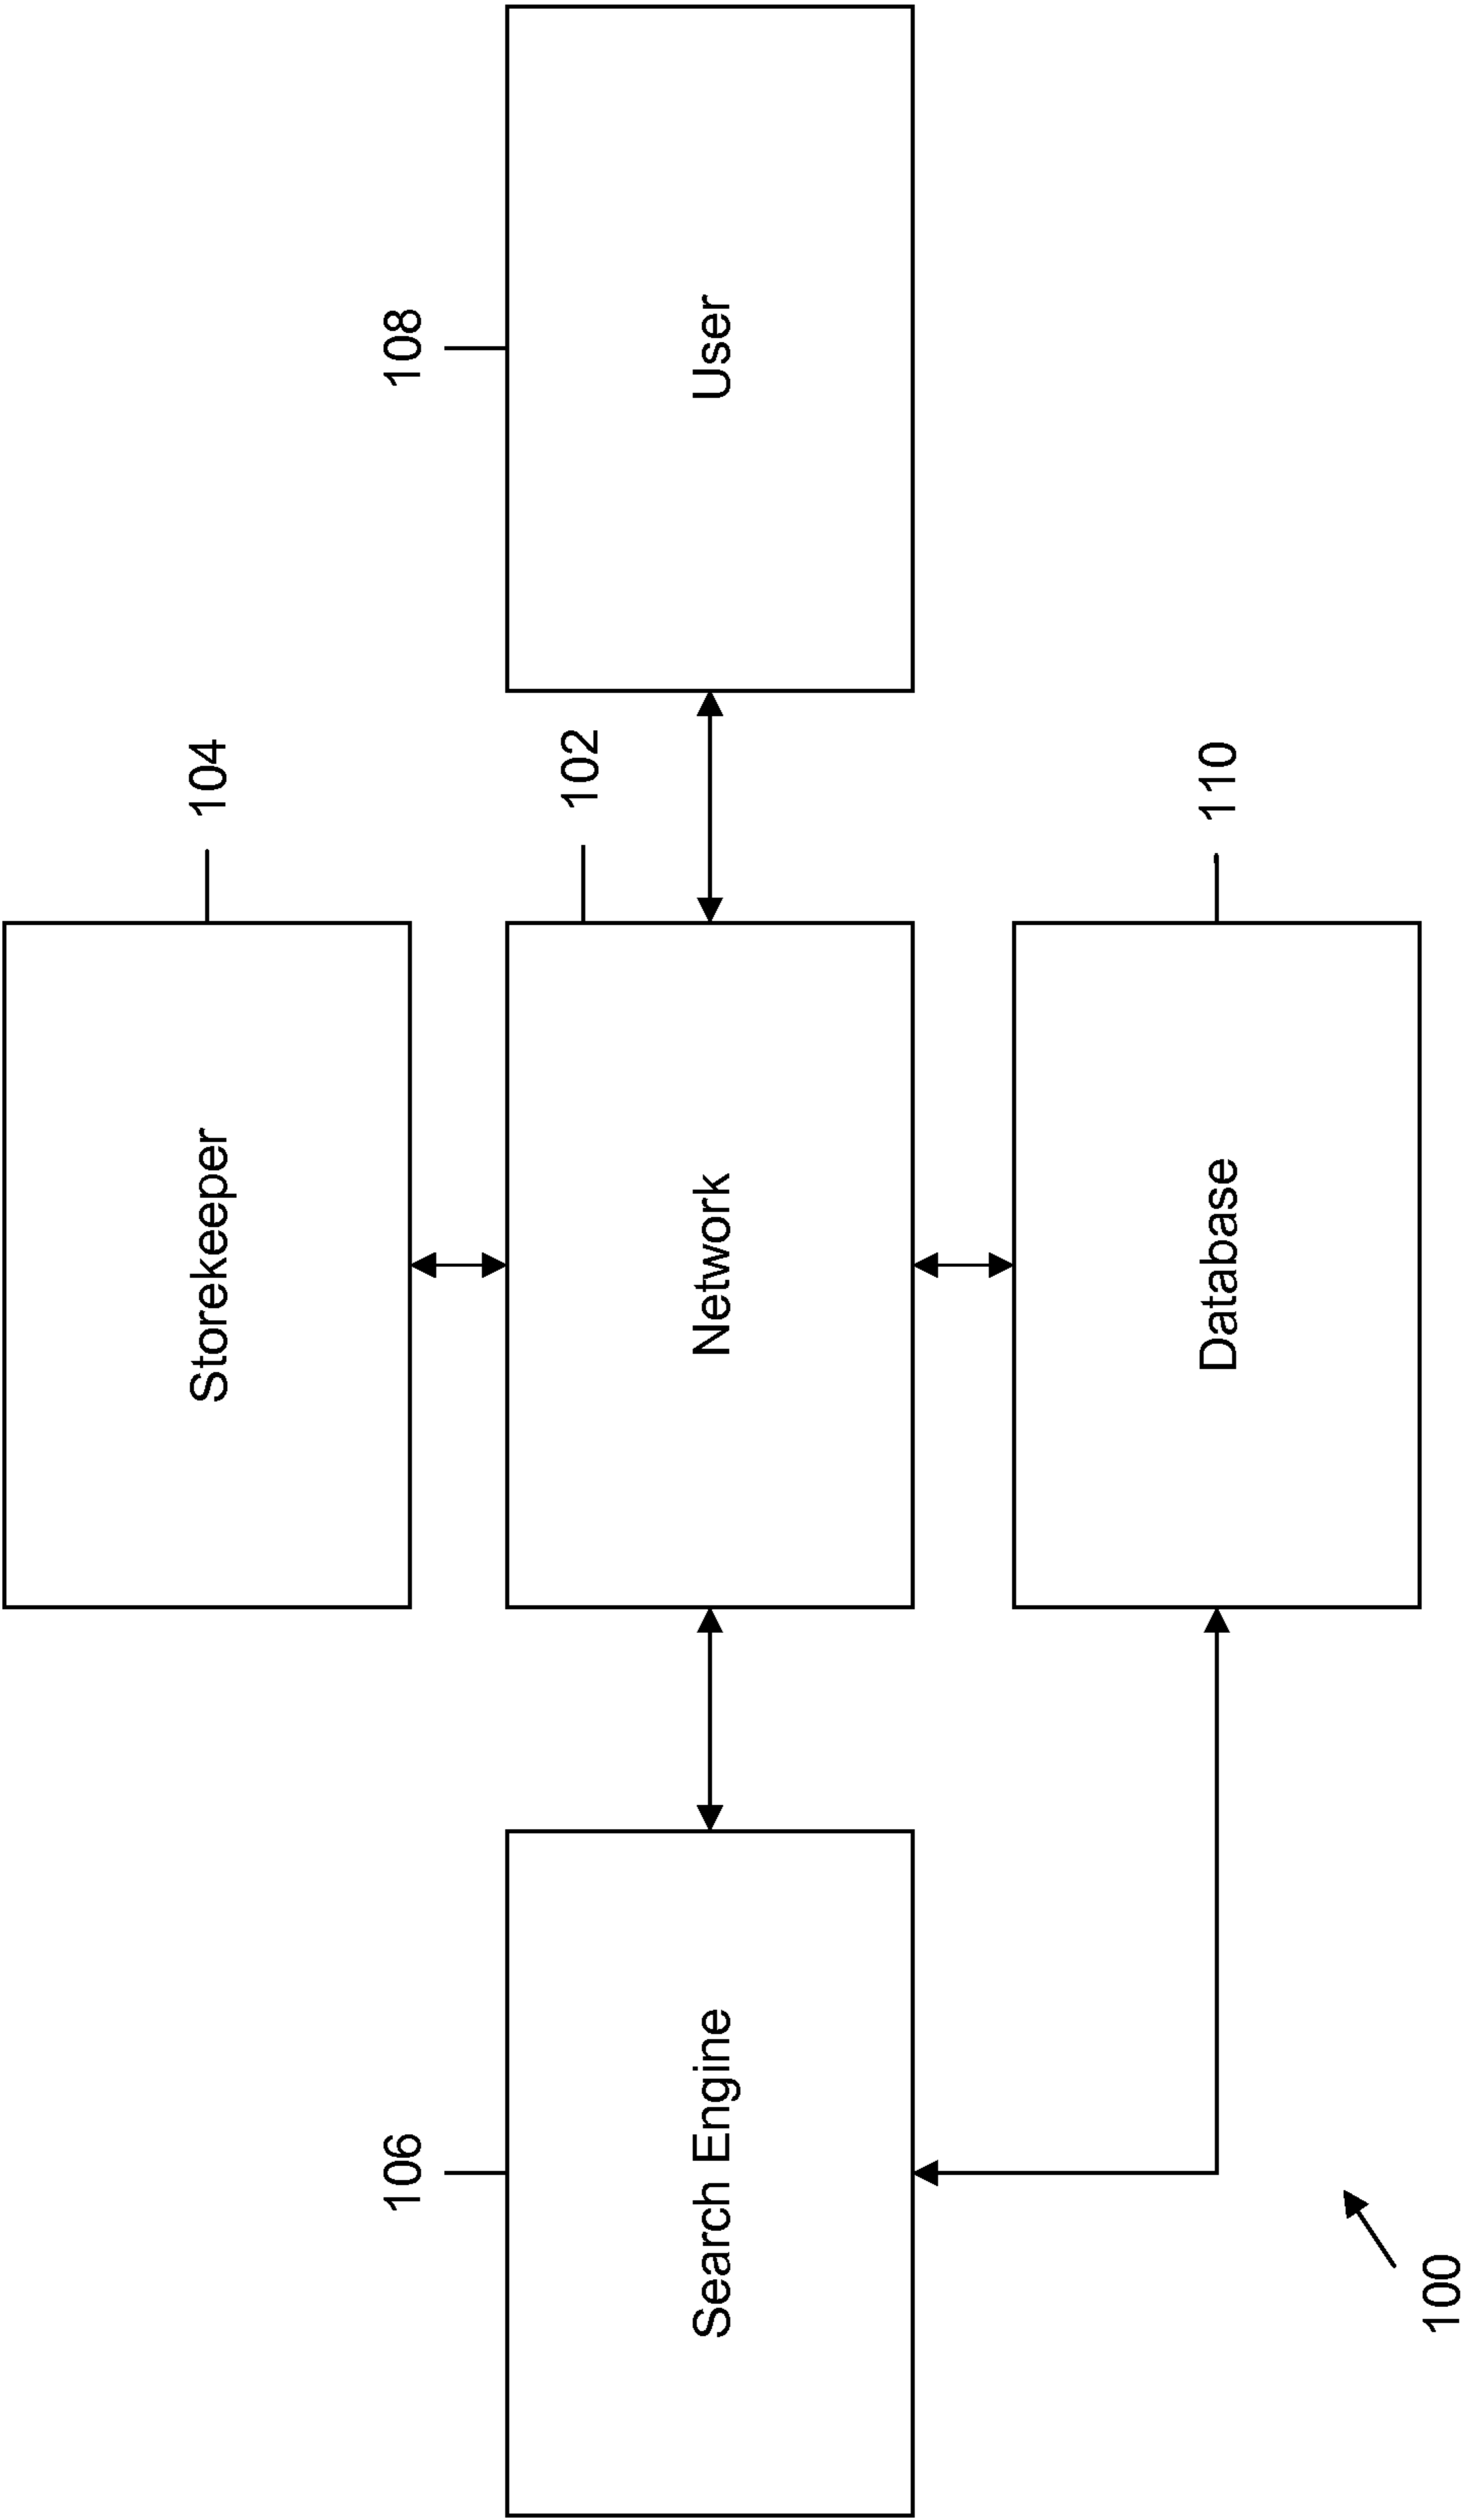 Storekeeper
104
106
108
102
Search Engine
Network
User
Database
110
100